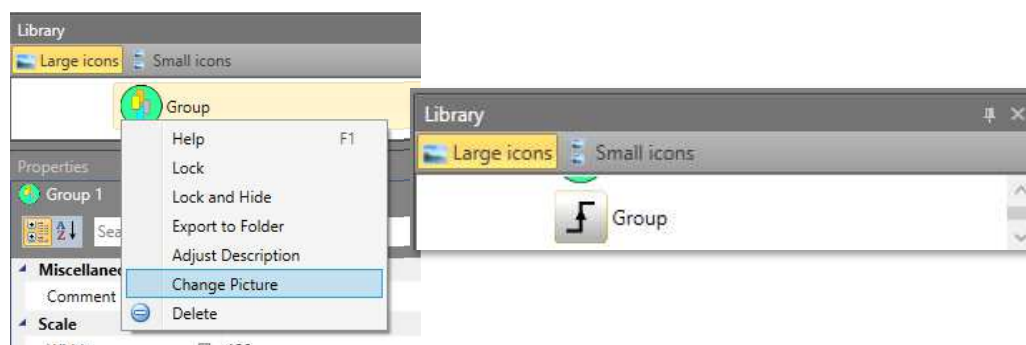 Library
Large icons Small icons
Group
Help F1
Lock
Lock and Hide
Export to Folder
Adjust Description
Change Picture
Delete
Properties
Group 1
Miscellane
Comment
Scale
Library
Large icons Small icons
Group